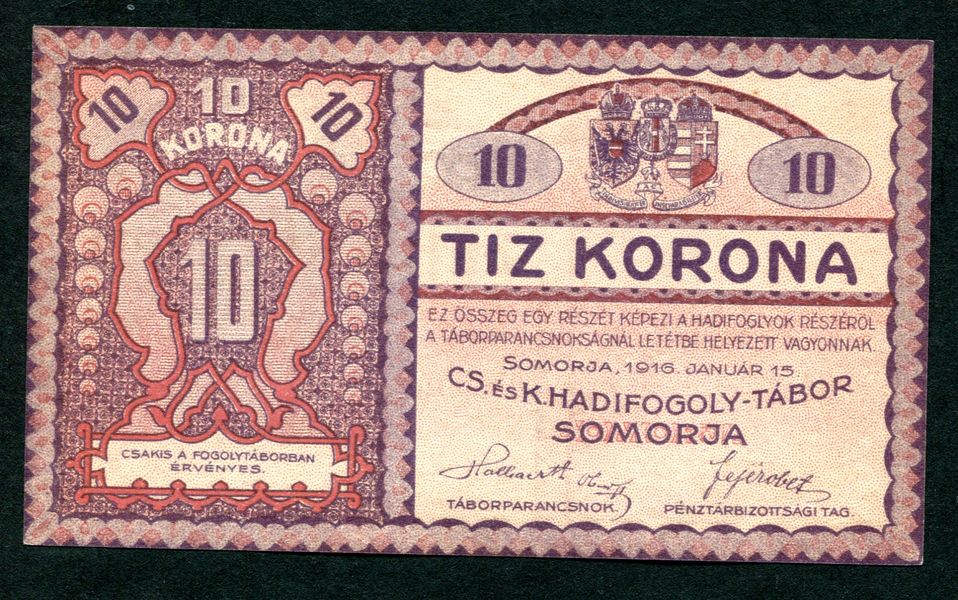 10
10
KORONA
10
10
CSAKIS A FOGOLYTÁBORBAN
ÉRVÉNYES.
10
10
TIZ KORONA
EZ ÖSSZEG EGY RÉSZÉT KÉPEZI A HADIFOGLYOK RÉSZÉRŐL
A TÁBORPARANCSNOKSÁGNÁL LETÉTBE HELYEZETT VAGYONNAK.
SOMORJA, 1916. JANUÁR 15.
CS. és K. HADIFOGOLY-TÁBOR
SOMORJA
TÁBORPARANCSNOK
PÉNZTÁRBIZOTTSÁGI TAG.